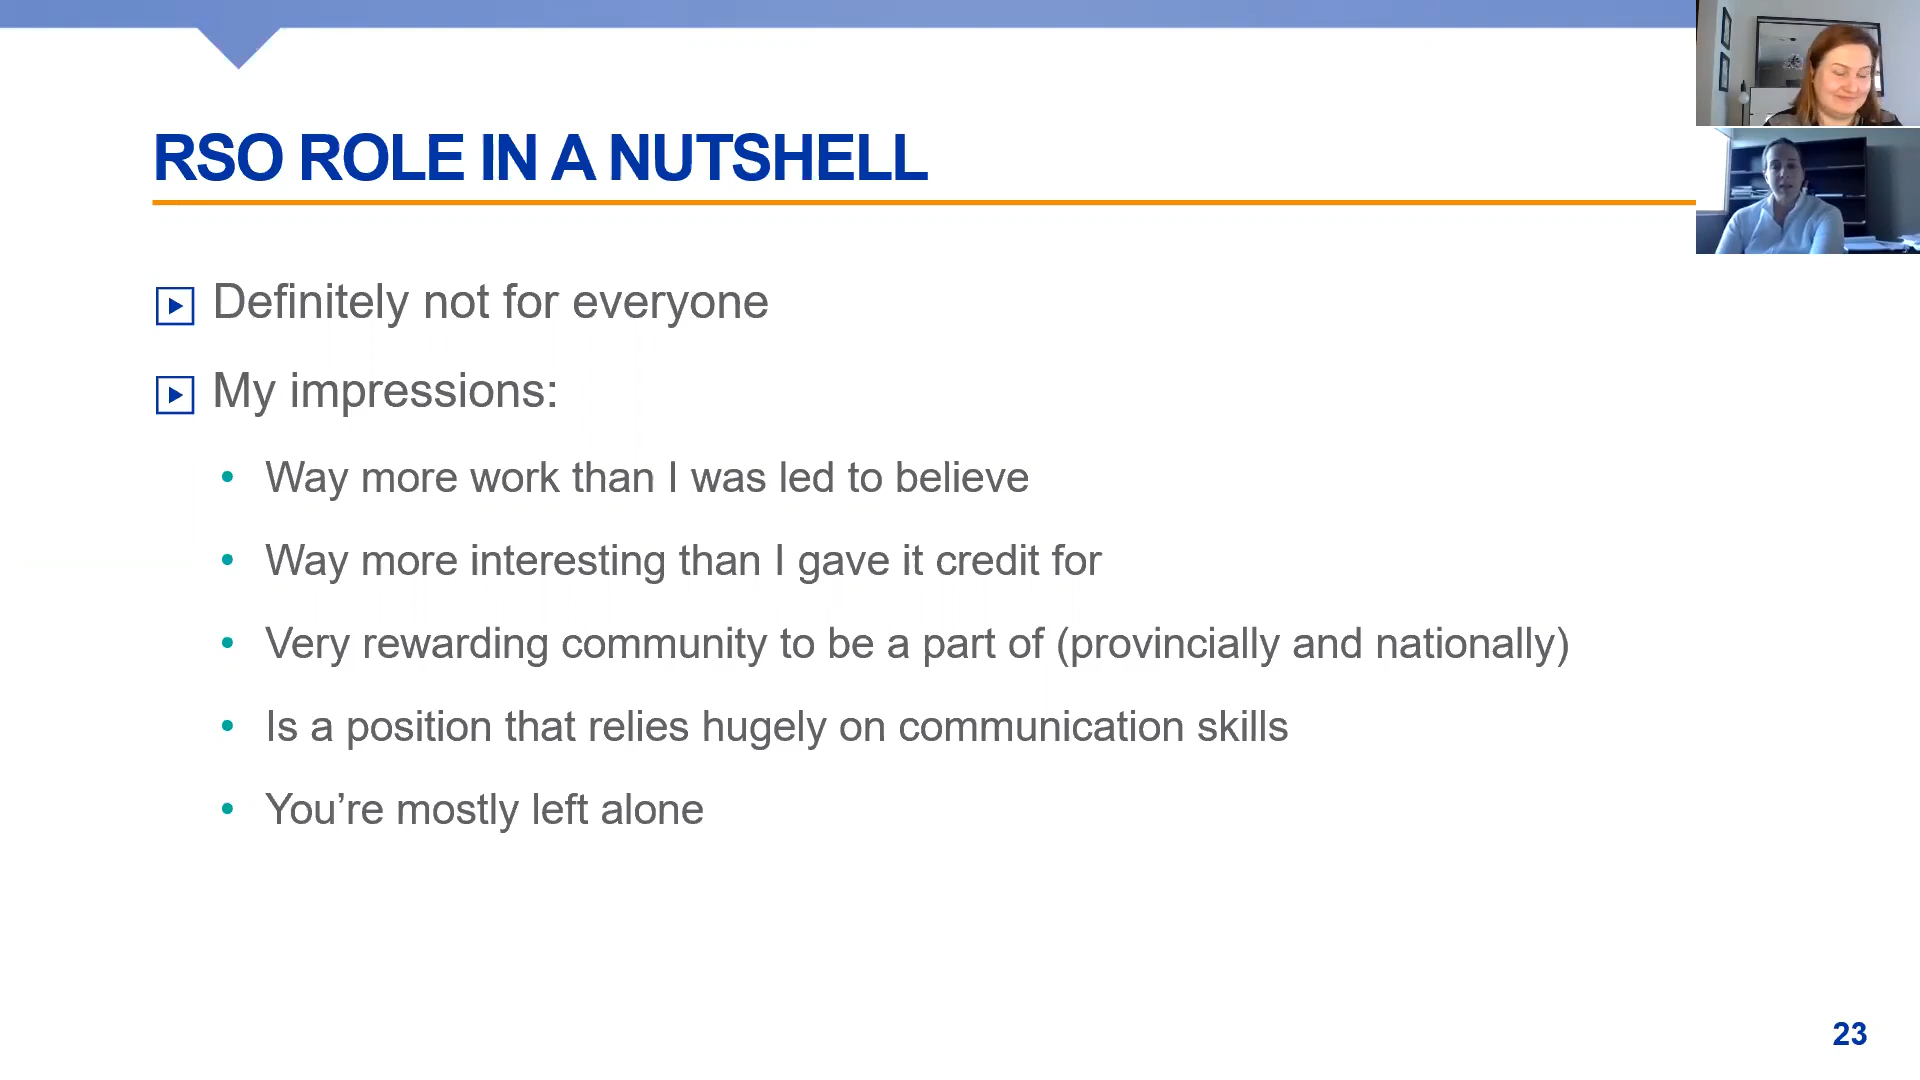 RSO ROLE IN A NUTSHELL
Definitely not for everyone
My impressions:
• Way more work than I was led to believe
• Way more interesting than I gave it credit for
• Very rewarding community to be a part of (provincially and nationally)
• Is a position that relies hugely on communication skills
• You’re mostly left alone
23